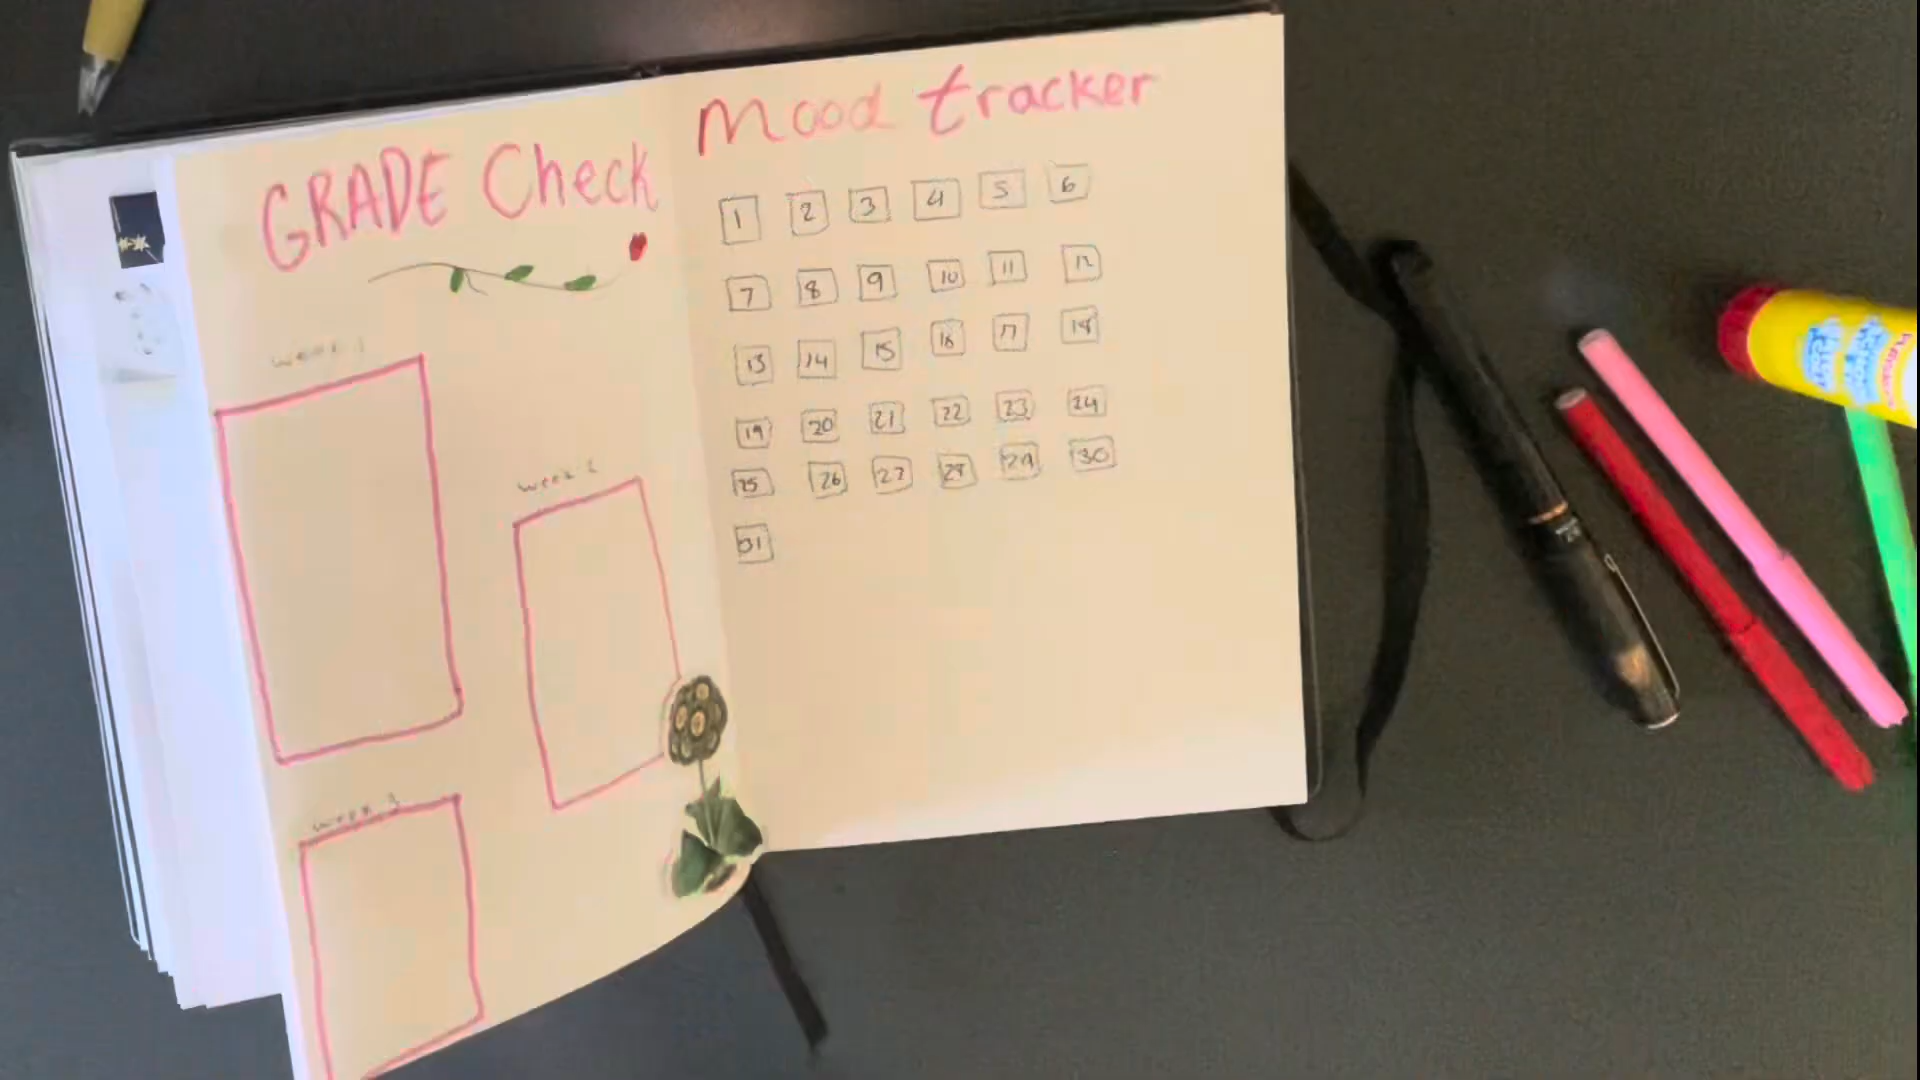 GRADE Check
week 1
week 2
week 3
Mood tracker
1 2 3 4 5 6
7 8 9 10 11 12
13 14 15 16 17 18
19 20 21 22 23 24
25 26 27 28 29 30
31